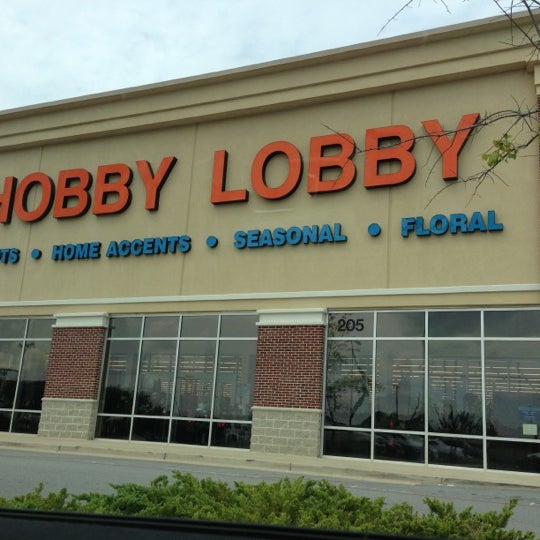 HOBBY LOBBY
• HOME ACCENTS • SEASONAL • FLORAL
205